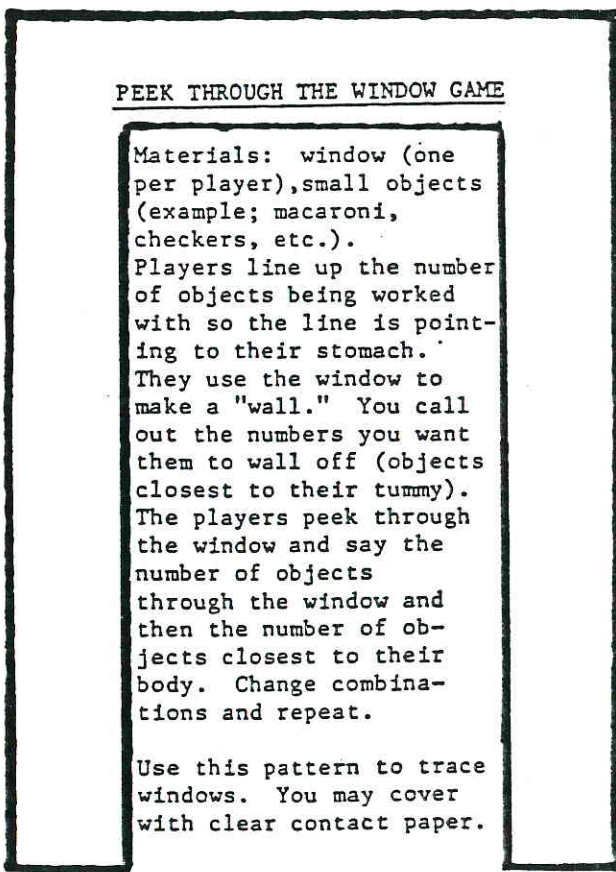 PEEK THROUGH THE WINDOW GAME
Materials: window (one
per player),small objects
(example; macaroni,
checkers, etc.).
Players line up the number
of objects being worked
with so the line is point-
ing to their stomach.
They use the window to
make a "wall." You call
out the numbers you want
them to wall off (objects
closest to their tummy).
The players peek through
the window and say the
number of objects
through the window and
then the number of ob-
jects closest to their
body. Change combina-
tions and repeat.
Use this pattern to trace
windows. You may cover
with clear contact paper.